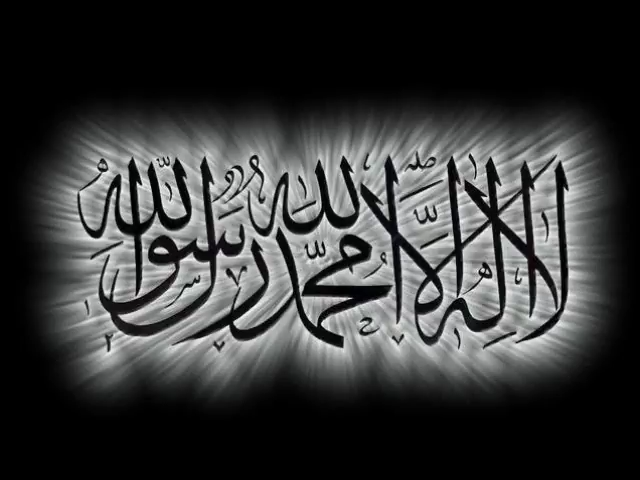 لا اله الا الله محمد رسول الله